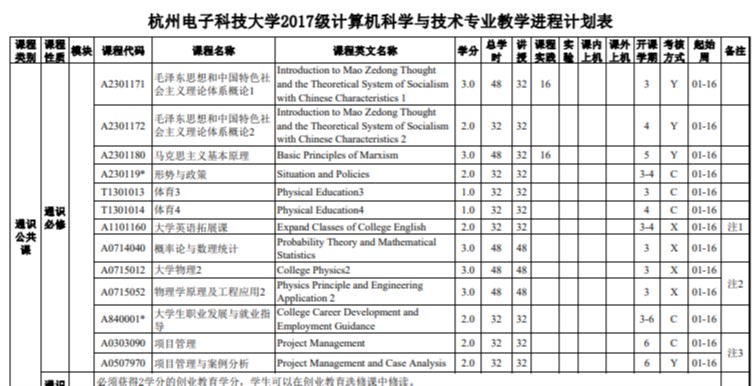 杭州电子科技大学2017级计算机科学与技术专业教学进程计划表
课程类别 课程性质 模块 课程代码 课程名称 课程英文名称 学分 总学时 讲授 课程实践 实验 课内上机 课外上机 开课学期 考核方式 起始周 备注
通识公共课 通识必修
A2301171 毛泽东思想和中国特色社会主义理论体系概论1 Introduction to Mao Zedong Thought and the Theoretical System of Socialism with Chinese Characteristics 1 3.0 48 32 16 3 Y 01-16
A2301172 毛泽东思想和中国特色社会主义理论体系概论2 Introduction to Mao Zedong Thought and the Theoretical System of Socialism with Chinese Characteristics 2 2.0 32 32 4 Y 01-16
A2301180 马克思主义基本原理 Basic Principles of Marxism 3.0 48 32 16 5 Y 01-16
A230119* 形势与政策 Situation and Policies 2.0 32 32 3-4 C 01-16
T1301013 体育3 Physical Education3 1.0 32 32 3 C 01-16
T1301014 体育4 Physical Education4 1.0 32 32 4 C 01-16
A1101160 大学英语拓展课 Expand Classes of College English 2.0 32 32 3-4 X 01-16 注1
A0714040 概率论与数理统计 Probability Theory and Mathematical Statistics 3.0 48 48 3 X 01-16
A0715012 大学物理2 College Physics2 3.0 48 48 3 X 01-16 注2
A0715052 物理学原理及工程应用2 Physics Principle and Engineering Application 2 3.0 48 48 3 X 01-16
A840001* 大学生职业发展与就业指导 College Career Development and Employment Guidance 2.0 32 32 3-6 C 01-16
A0303090 项目管理 Project Management 2.0 32 32 6 C 01-16 注3
A0507970 项目管理与案例分析 Project Management and Case Analysis 2.0 32 32 6 Y 01-16
通识 必须获得2学分的创业教育学分，学生可以在创业教育选修课中修读。